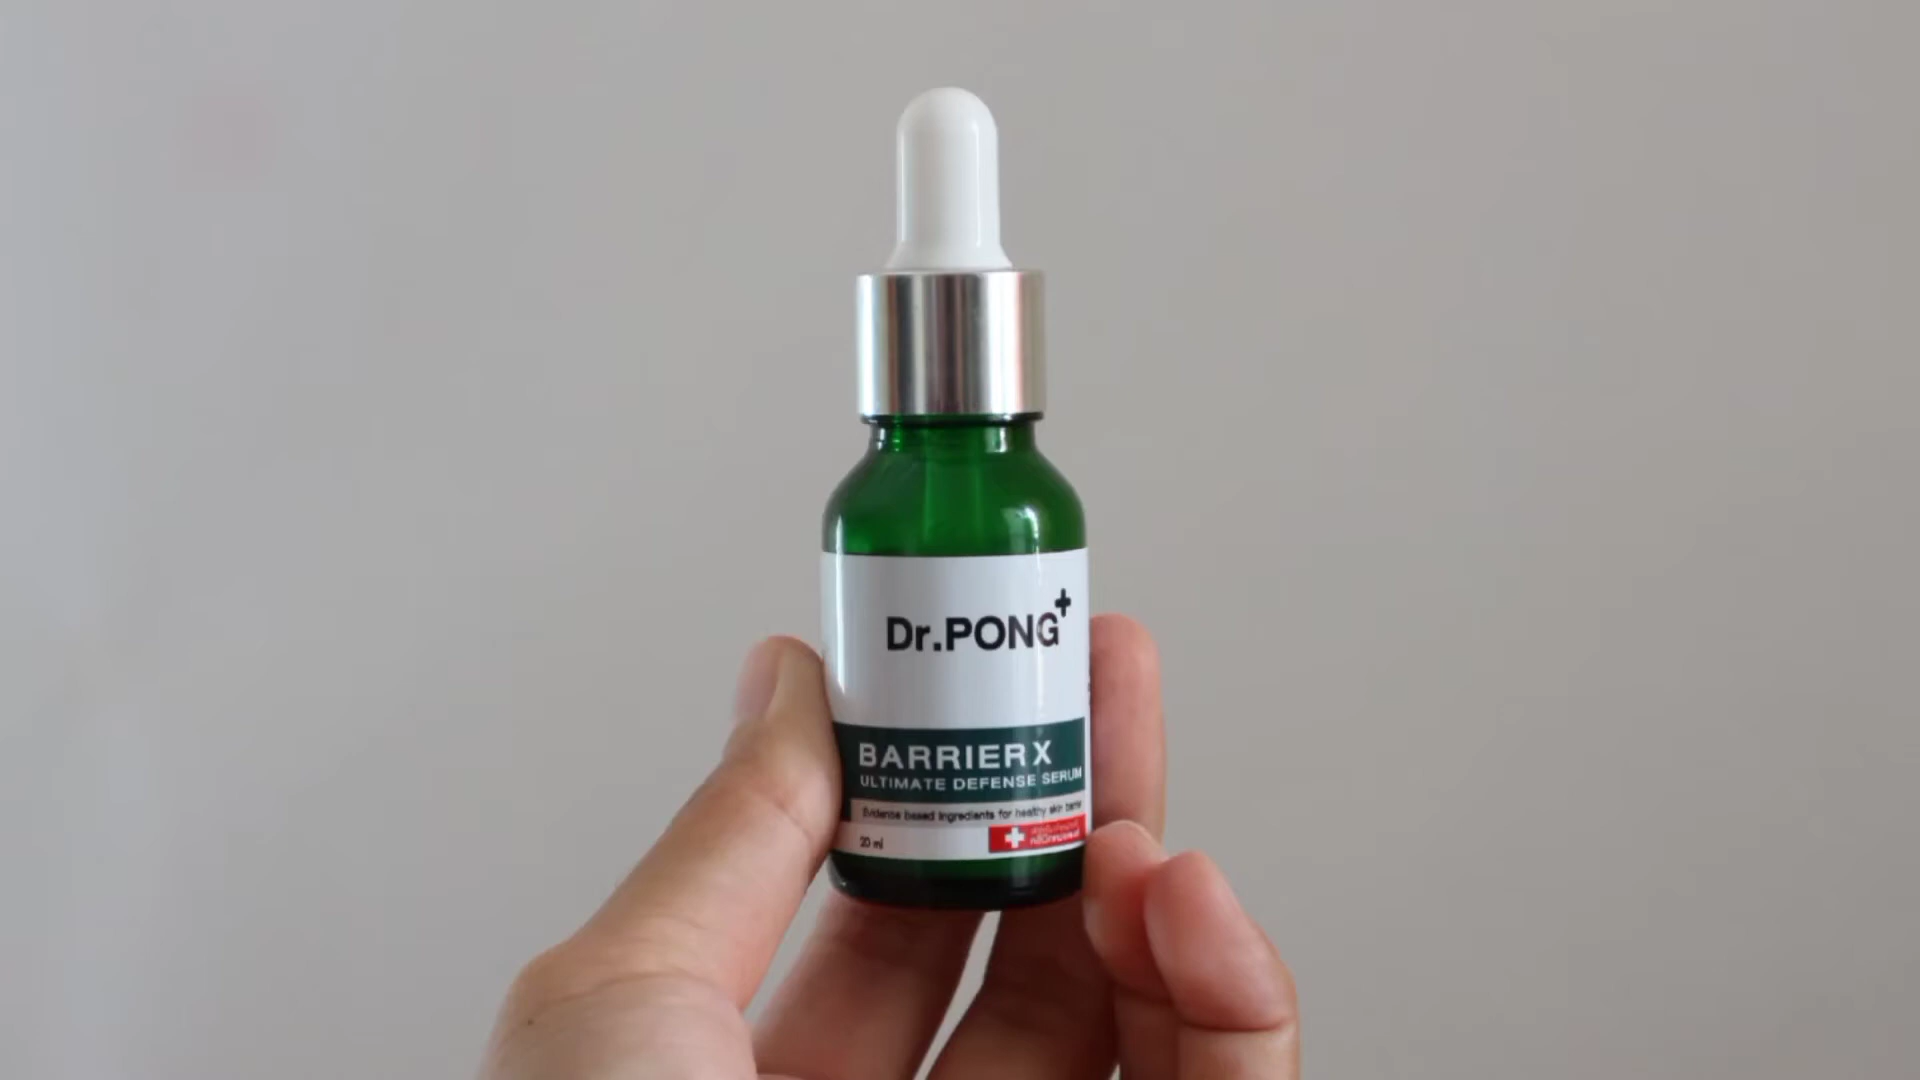 Dr.PONG+
BARRIER X
ULTIMATE DEFENSE SERUM
Evidence based ingredients for healthy skin barrier
20 ml